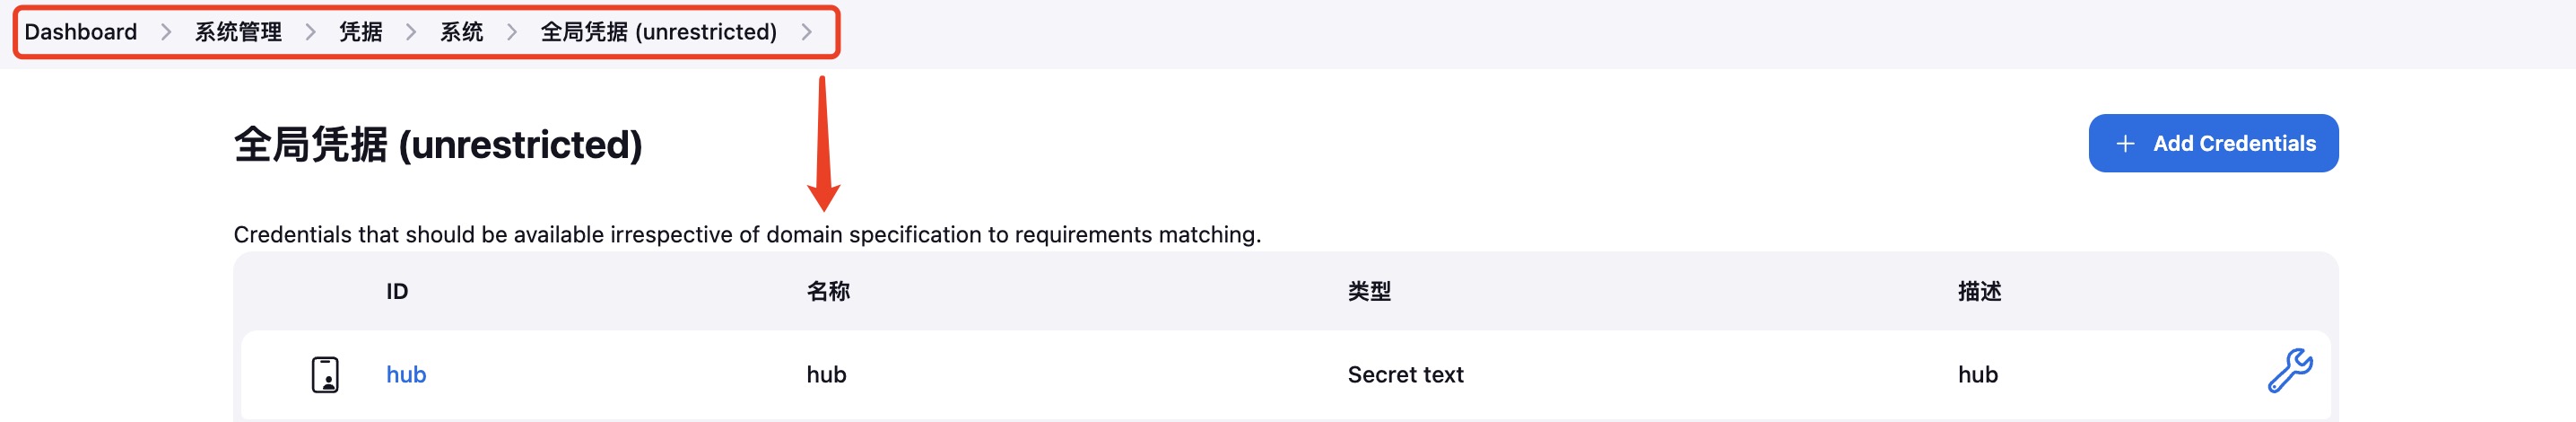 Dashboard > 系统管理 > 凭据 > 系统 > 全局凭据 (unrestricted) >
全局凭据 (unrestricted)
+ Add Credentials
Credentials that should be available irrespective of domain specification to requirements matching.
ID 名称 类型 描述
hub hub Secret text hub